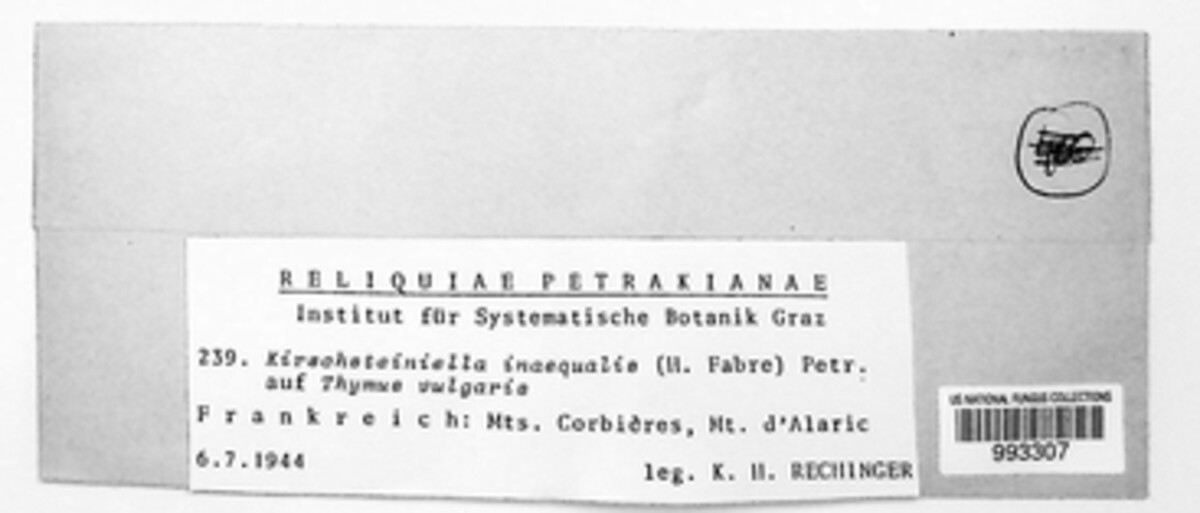 RELIQUIAE PETRAKIANAE
Institut für Systematische Botanik Graz
239. Kirschsteiniella inaequalis (H. Fabre) Petr.
auf Thymus vulgaris
Frankreich: Mts. Corbières, Mt. d'Alaric
6.7.1944 leg. K. H. RECHINGER
US NATIONAL FUNGUS COLLECTIONS
993307